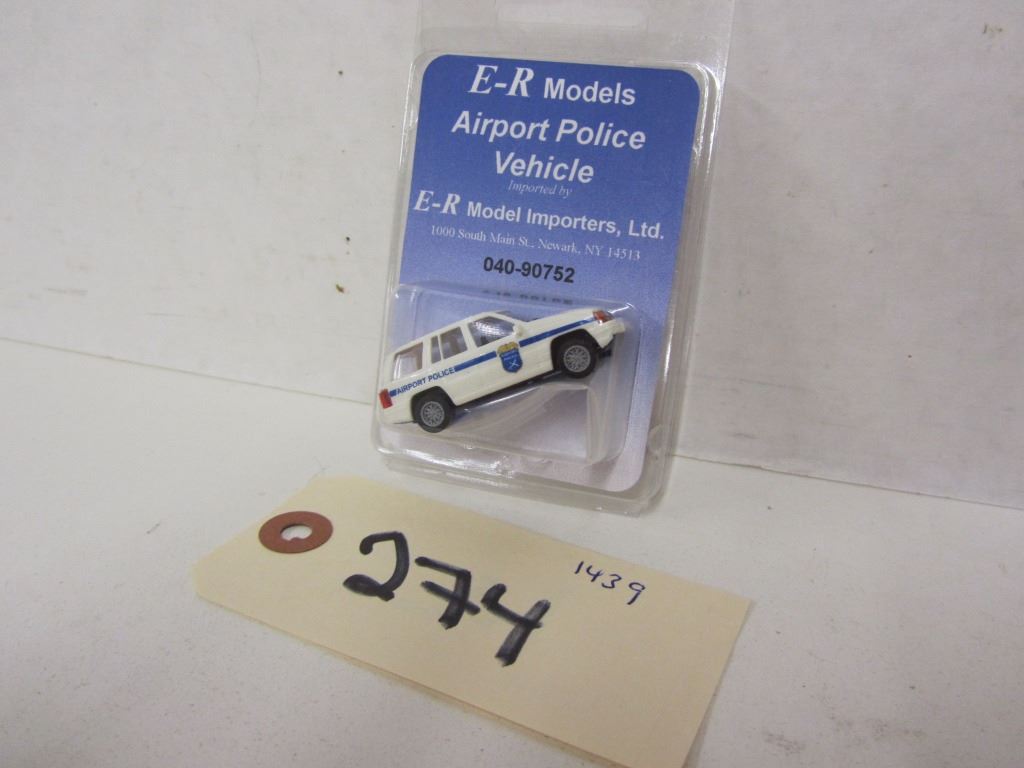 E-R Models
Airport Police
Vehicle
Imported by
E-R Model Importers, Ltd.
1000 South Main St., Newark, NY 14513
040-90752
AIRPORT POLICE
274
1439